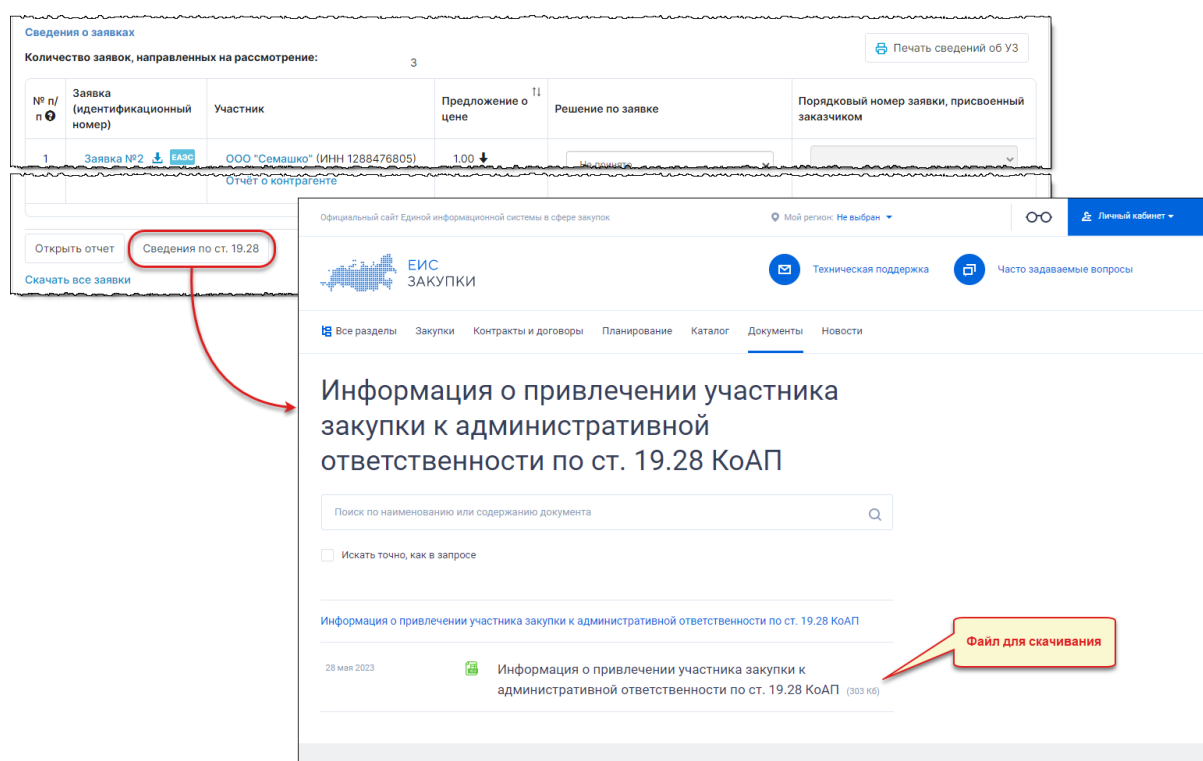 Сведения о заявках
Печать сведений об УЗ
Количество заявок, направленных на рассмотрение: 3
№ п/п
Заявка (идентификационный номер)
Участник
Предложение о цене
Решение по заявке
Порядковый номер заявки, присвоенный заказчиком
1
Заявка №2
ЕАЗС
ООО "Семашко" (ИНН 1288476805)
1.00
Не принято
Отчёт о контрагенте
Открыть отчет
Сведения по ст. 19.28
Скачать все заявки
Официальный сайт Единой информационной системы в сфере закупок
Мой регион: Не выбран
Личный кабинет
ЕИС
ЗАКУПКИ
Техническая поддержка
Часто задаваемые вопросы
Все разделы
Закупки
Контракты и договоры
Планирование
Каталог
Документы
Новости
Информация о привлечении участника
закупки к административной
ответственности по ст. 19.28 КоАП
Поиск по наименованию или содержанию документа
Искать точно, как в запросе
Информация о привлечении участника закупки к административной ответственности по ст. 19.28 КоАП
28 мая 2023
Информация о привлечении участника закупки к
административной ответственности по ст. 19.28 КоАП (303 Кб)
Файл для скачивания